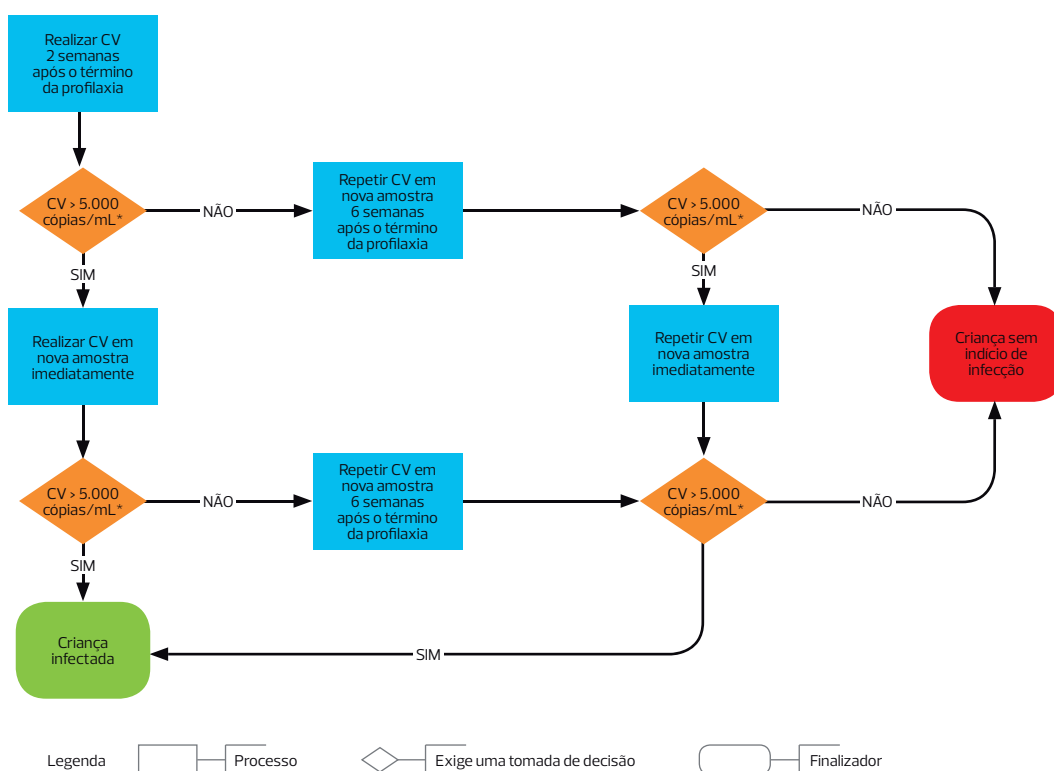 Realizar CV
2 semanas
após o término
da profilaxia
CV > 5.000
cópias/mL*
NÃO
Repetir CV em
nova amostra
6 semanas
após o término
da profilaxia
CV > 5.000
cópias/mL*
NÃO
SIM
SIM
Realizar CV em
nova amostra
imediatamente
Repetir CV em
nova amostra
imediatamente
Criança sem
indício de
infecção
CV > 5.000
cópias/mL*
NÃO
Repetir CV em
nova amostra
6 semanas
após o término
da profilaxia
CV > 5.000
cópias/mL*
NÃO
SIM
Criança
infectada
SIM
Legenda
Processo
Exige uma tomada de decisão
Finalizador